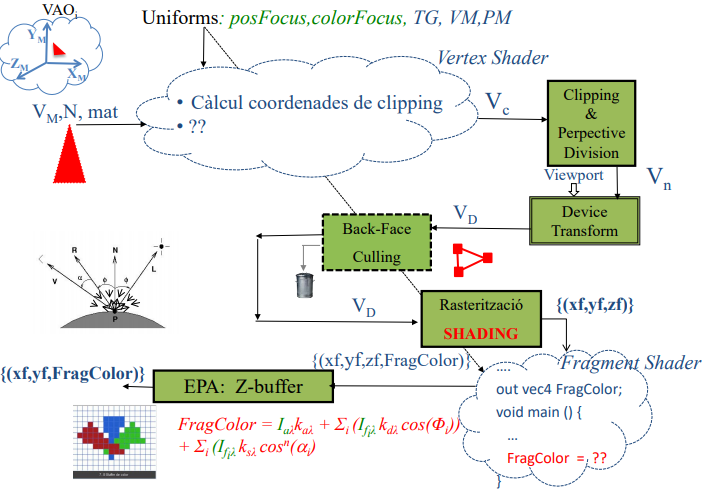 VAO₁
Y_M
Z_M
X_M
Uniforms: posFocus,colorFocus, TG, VM,PM
Vertex Shader
V_M,N, mat
• Càlcul coordenades de clipping
• ??
V_c
Clipping
&
Perpective
Division
Viewport
V_n
Device
Transform
V_D
Back-Face
Culling
V_D
Rasterització
SHADING
{(xf,yf,zf)}
R
N
L
V
α
ϕ
ϕ
P
Fragment Shader
{(xf,yf,zf,FragColor)}
{(xf,yf,FragColor)}
EPA: Z-buffer
....
out vec4 FragColor;
void main () {
...
FragColor = ??
}
FragColor = I_aλ k_aλ + Σ_i (I_fiλ k_dλ cos(Φ_i))
+ Σ_i (I_fiλ k_sλ cosⁿ(α_i)